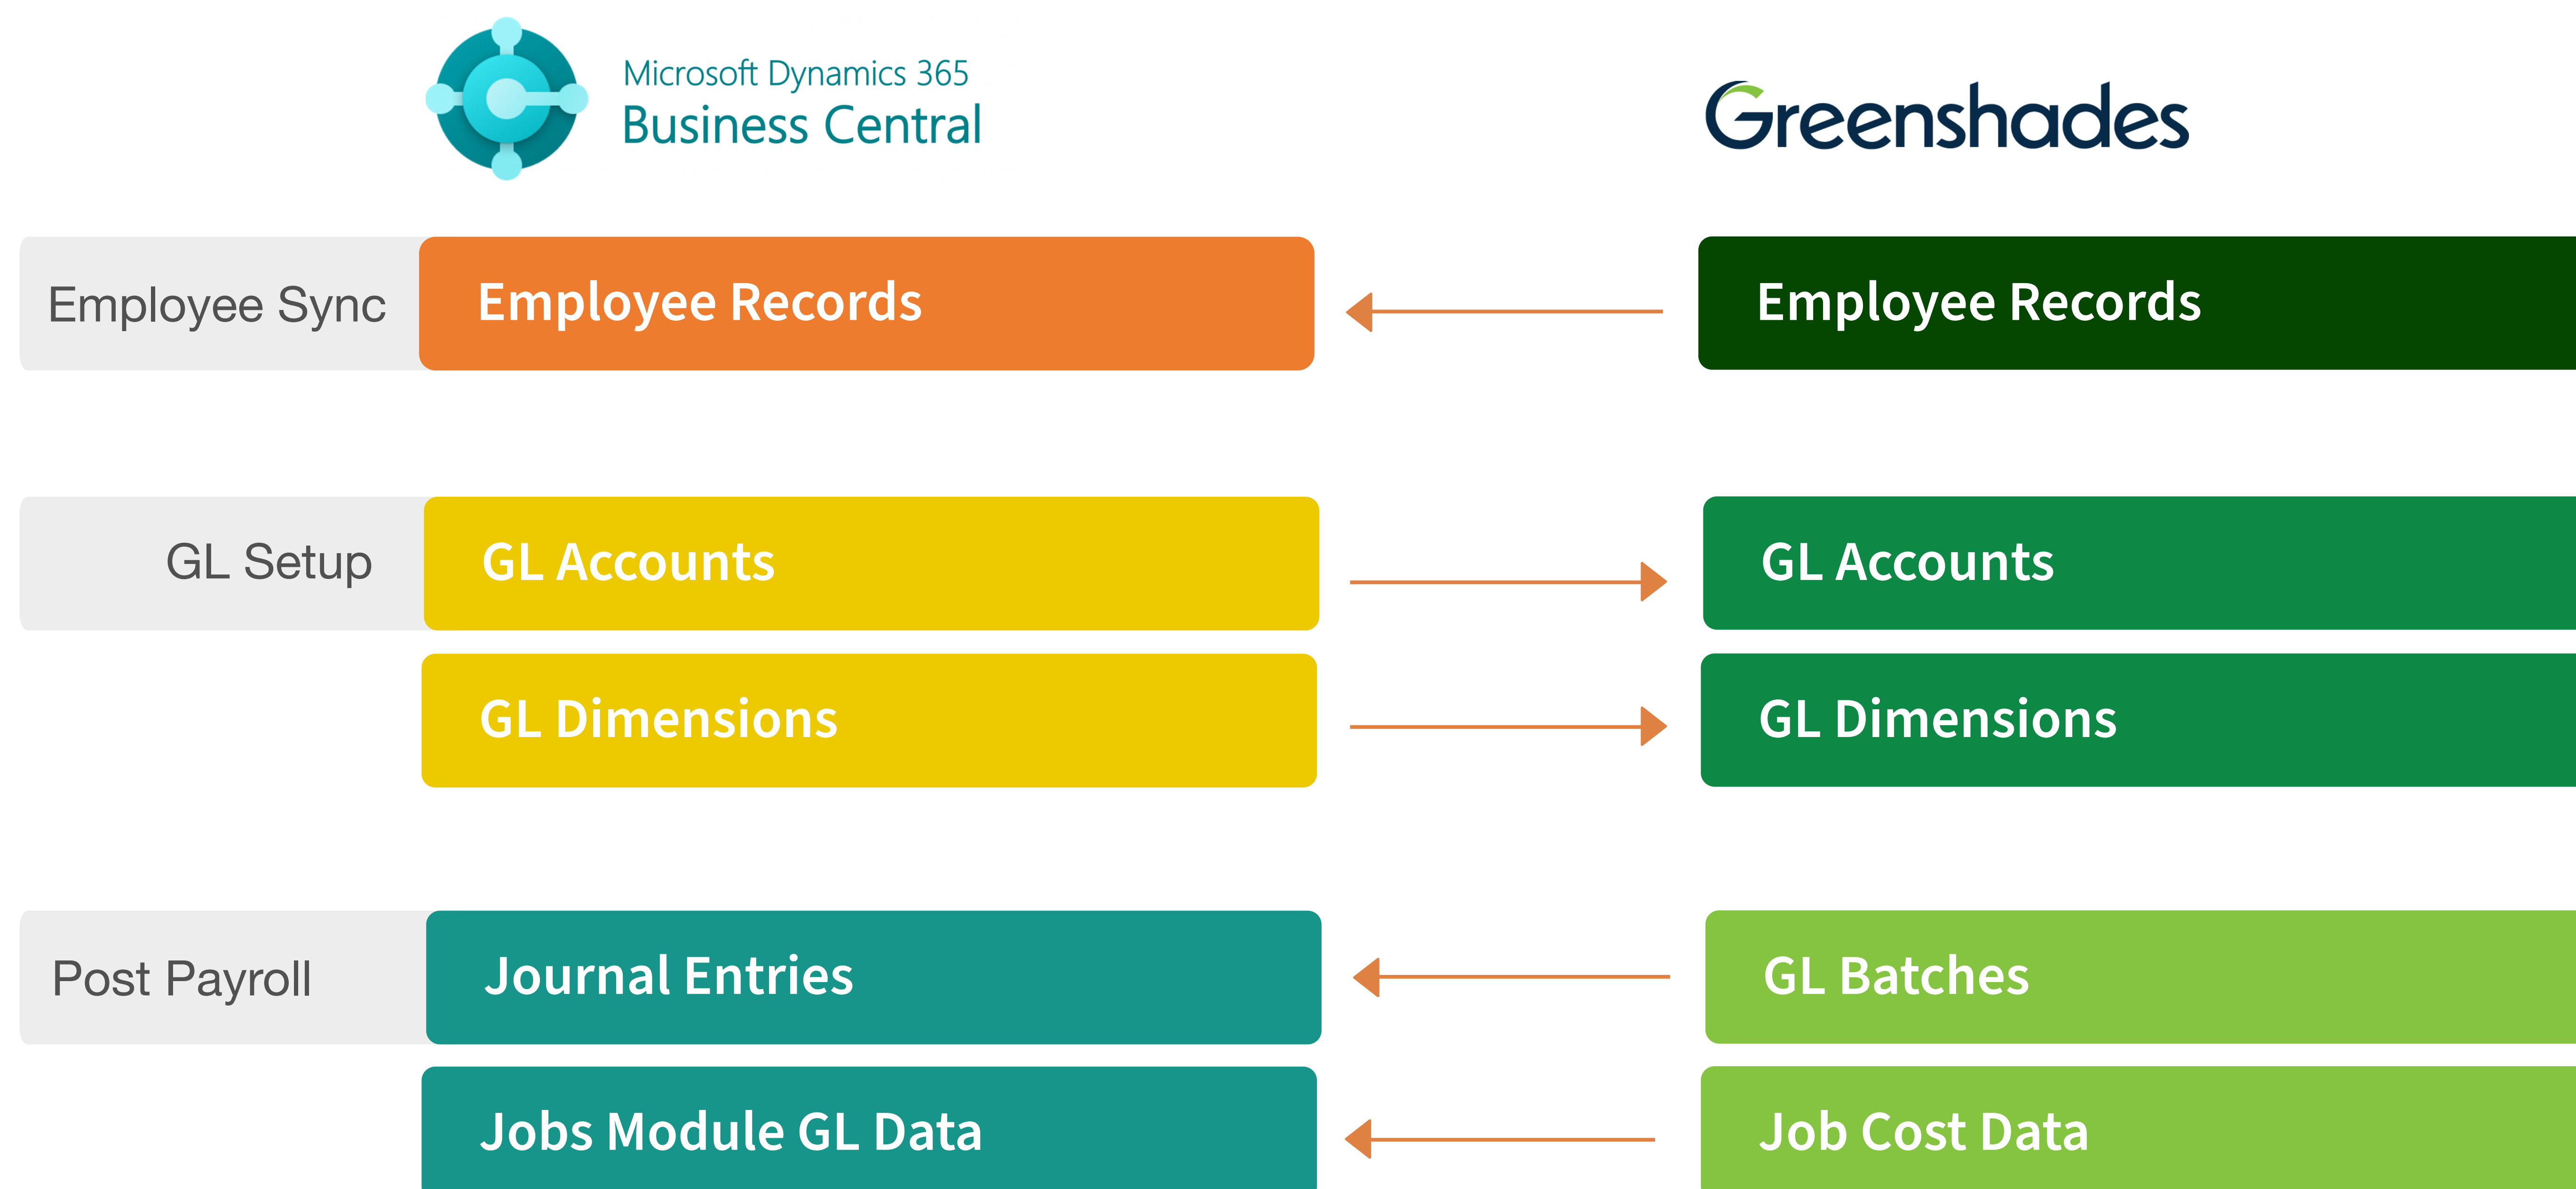 Microsoft Dynamics 365
Business Central
Greenshades
Employee Sync
Employee Records
Employee Records
GL Setup
GL Accounts
GL Accounts
GL Dimensions
GL Dimensions
Post Payroll
Journal Entries
GL Batches
Jobs Module GL Data
Job Cost Data